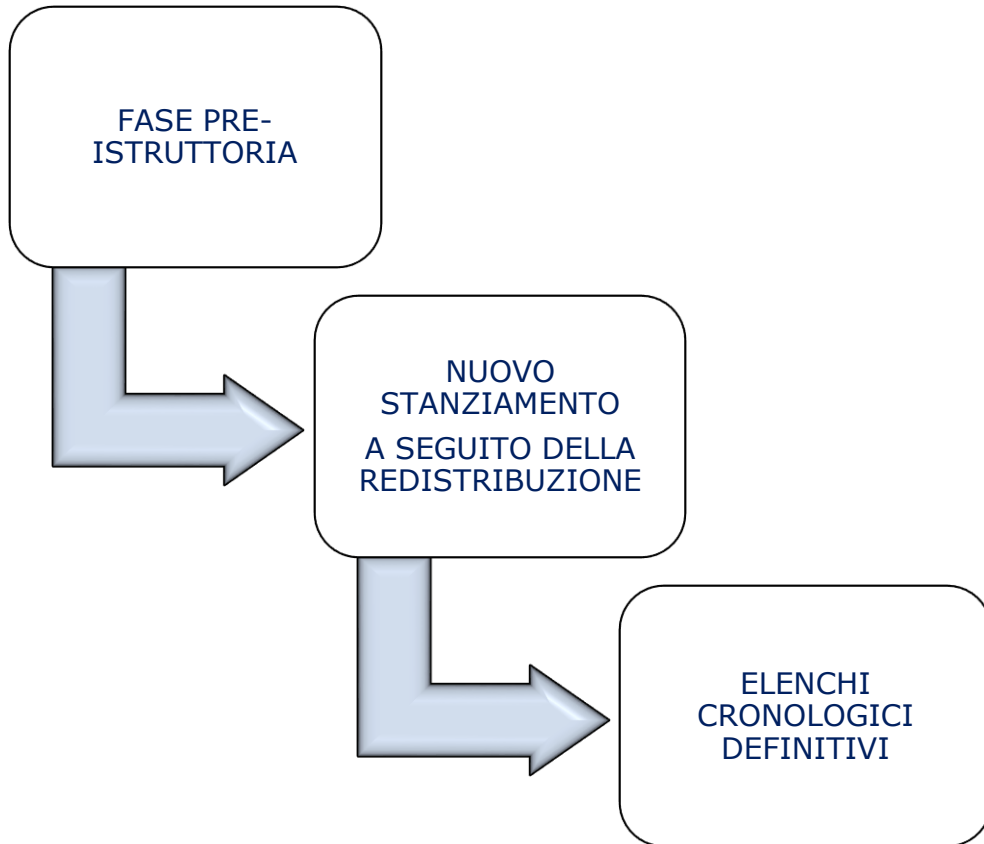 FASE PRE-
ISTRUTTORIA
NUOVO
STANZIAMENTO
A SEGUITO DELLA
REDISTRIBUZIONE
ELENCHI
CRONOLOGICI
DEFINITIVI